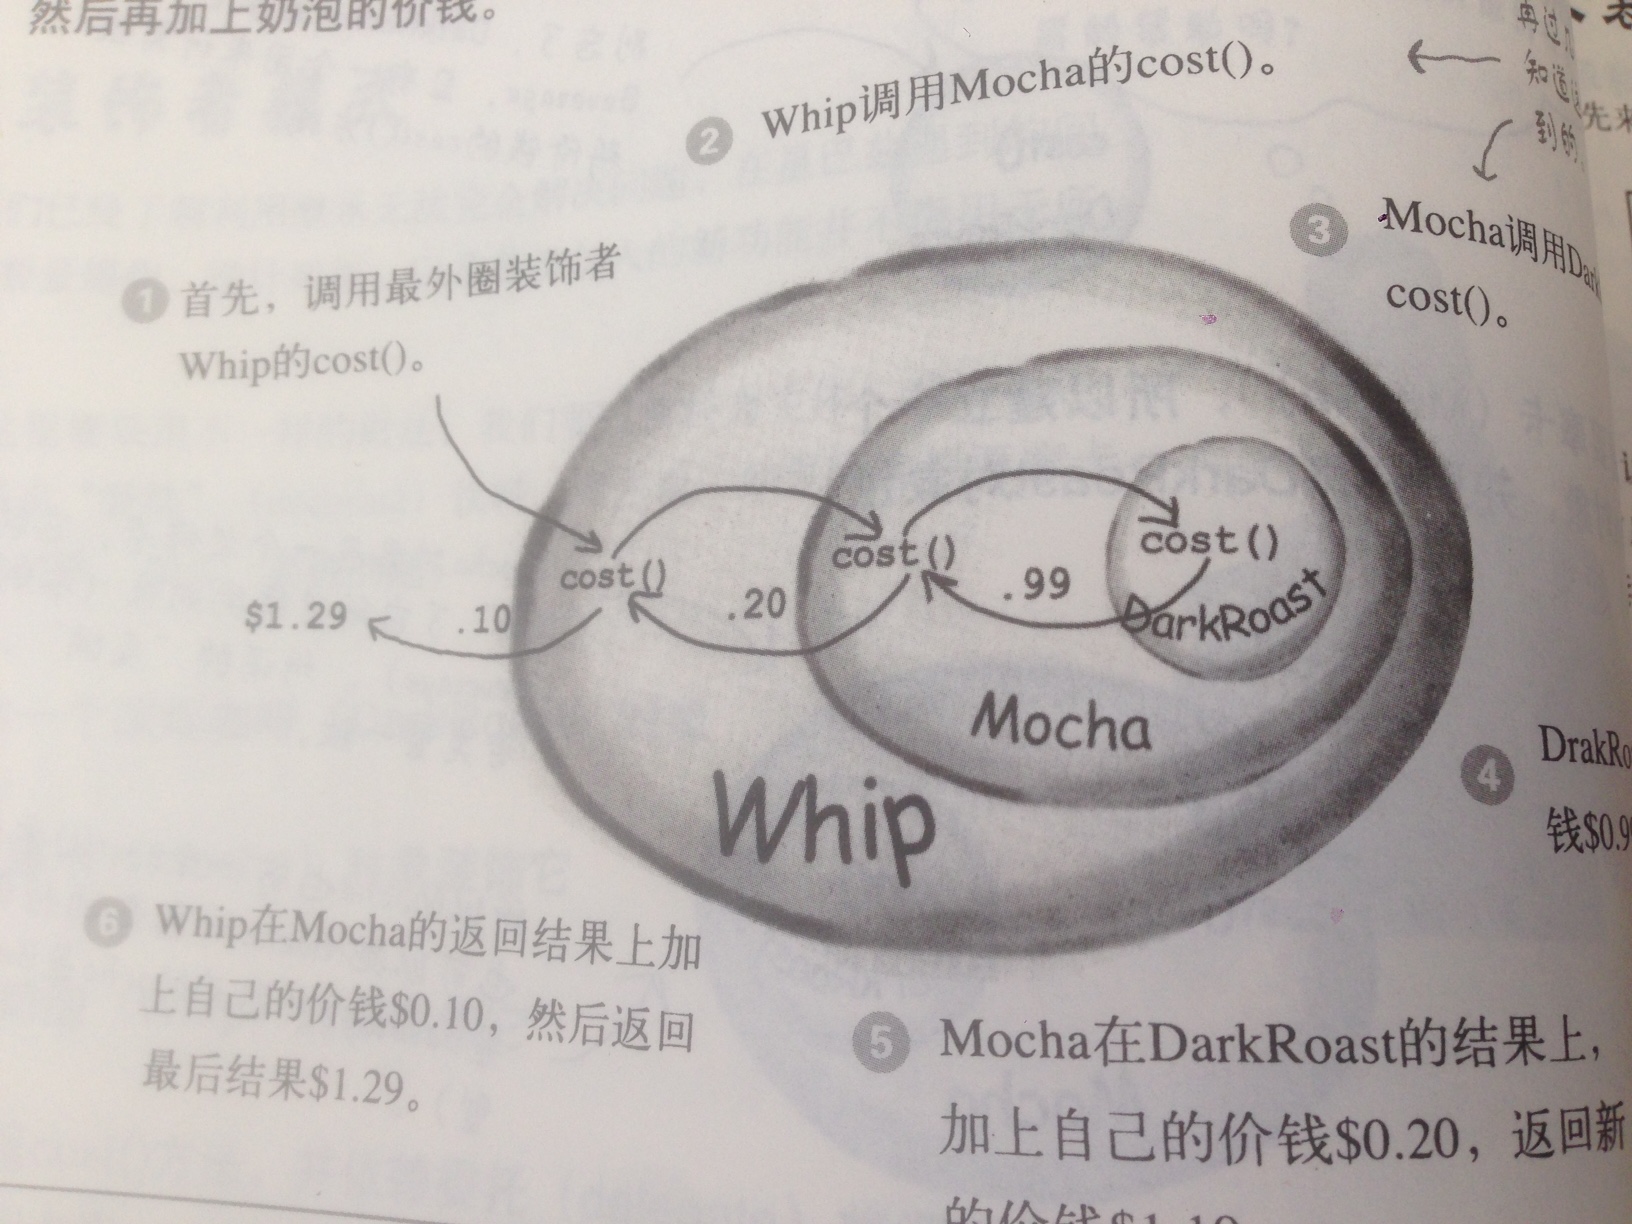 然后再加上奶泡的价钱。
2 Whip调用Mocha的cost()。
再过
知道
到的
先来
3 Mocha调用Dark
cost()。
1 首先，调用最外圈装饰者
Whip的cost()。
cost()
cost()
cost()
$1.29
.10
.20
.99
DarkRoast
Mocha
Whip
4 DrakRo
钱$0.9
6 Whip在Mocha的返回结果上加
上自己的价钱$0.10，然后返回
最后结果$1.29。
5 Mocha在DarkRoast的结果上，
加上自己的价钱$0.20，返回新
的价钱$1.19